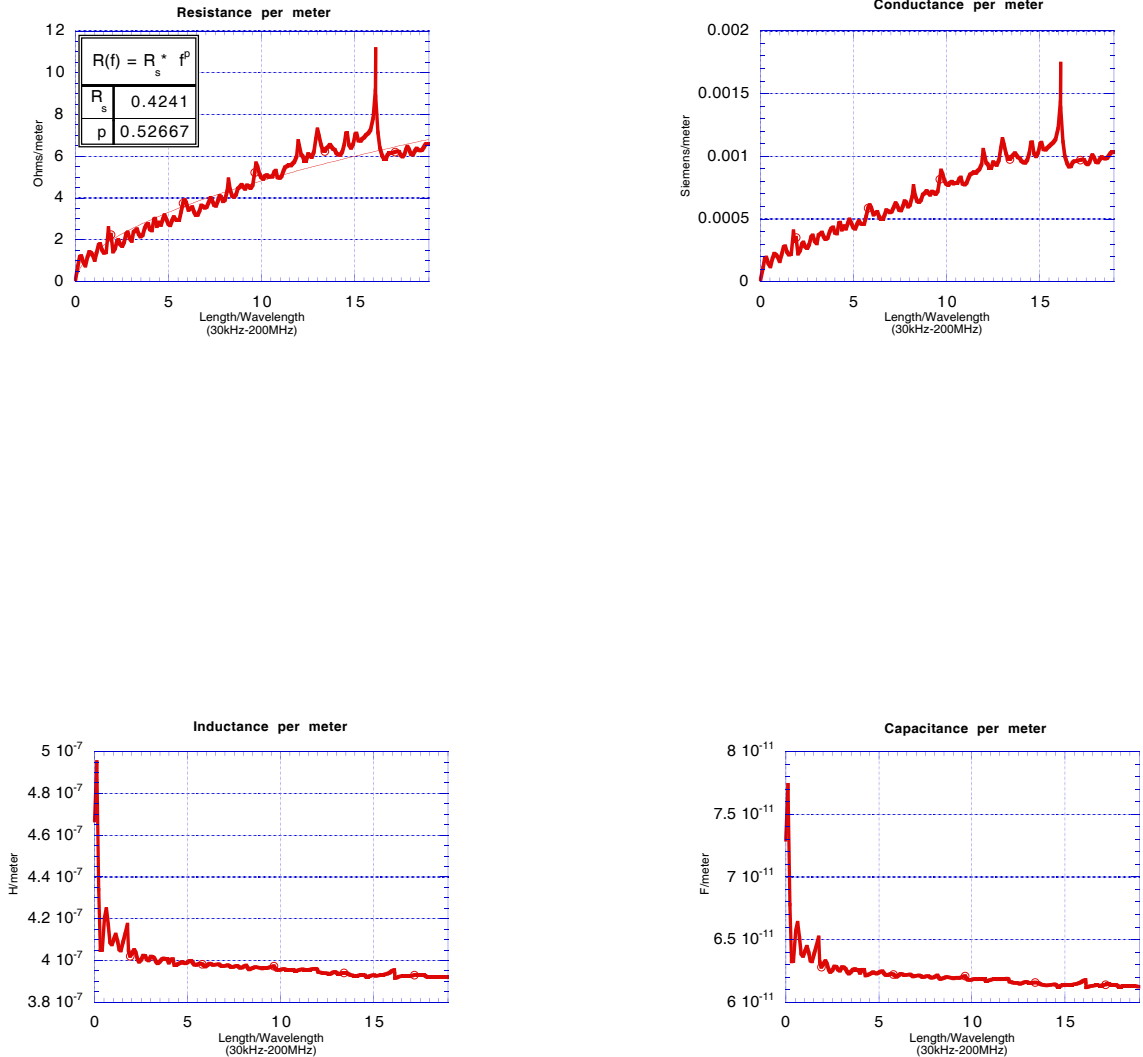 Resistance per meter
12
10
8
6
4
2
0
Ohms/meter
R(f) = R_s* f^p
R_s 0.4241
p 0.52667
0 5 10 15
Length/Wavelength
(30kHz-200MHz)
Conductance per meter
0.002
0.0015
0.001
0.0005
0
Siemens/meter
0 5 10 15
Length/Wavelength
(30kHz-200MHz)
Inductance per meter
5 10^-7
4.8 10^-7
4.6 10^-7
4.4 10^-7
4.2 10^-7
4 10^-7
3.8 10^-7
H/meter
0 5 10 15
Length/Wavelength
(30kHz-200MHz)
Capacitance per meter
8 10^-11
7.5 10^-11
7 10^-11
6.5 10^-11
6 10^-11
F/meter
0 5 10 15
Length/Wavelength
(30kHz-200MHz)